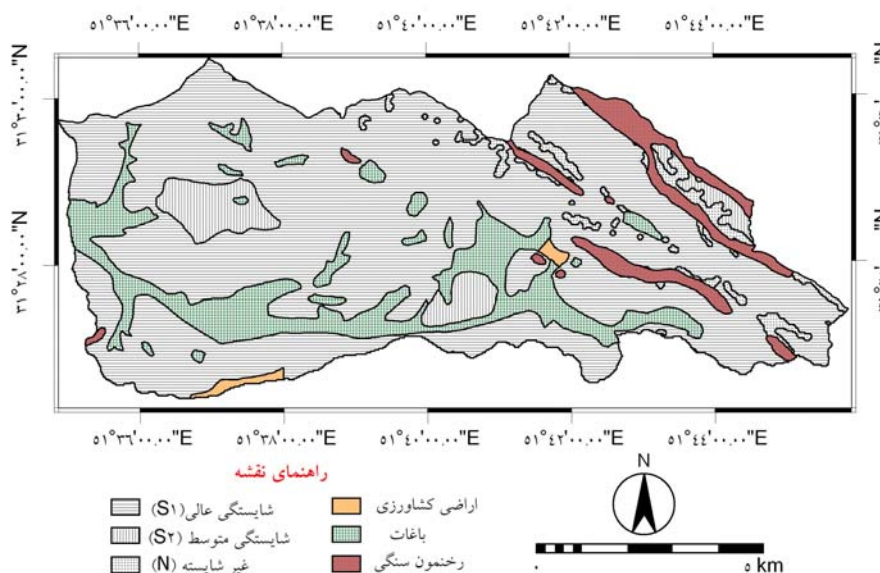 ۵۱°۳۶'۰۰.۰۰"E ۵۱°۳۸'۰۰.۰۰"E ۵۱°۴۰'۰۰.۰۰"E ۵۱°۴۲'۰۰.۰۰"E ۵۱°۴۴'۰۰.۰۰"E
۳۱°۳۰'۰۰.۰۰"N
۳۱°۲۸'۰۰.۰۰"N
۵۱°۳۶'۰۰.۰۰"E ۵۱°۳۸'۰۰.۰۰"E ۵۱°۴۰'۰۰.۰۰"E ۵۱°۴۲'۰۰.۰۰"E ۵۱°۴۴'۰۰.۰۰"E
راهنمای نقشه
شایستگی عالی(S۱)
شایستگی متوسط (S۲)
غیر شایسته (N)
اراضی کشاورزی
باغات
رخنمون سنگی
N
۰ ۵ km